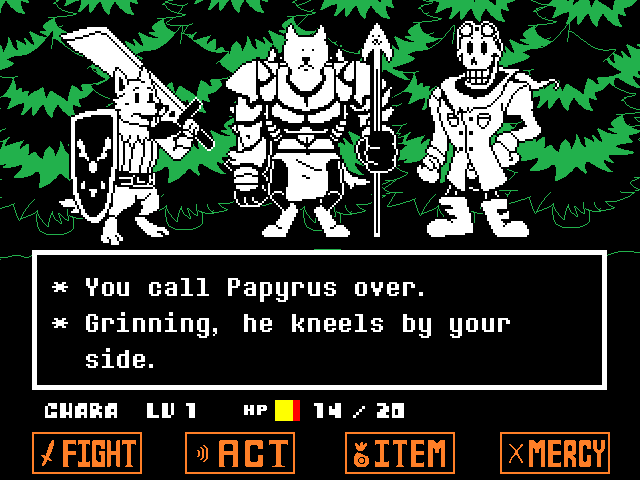 * You call Papyrus over.
* Grinning, he kneels by your
side.
CHARA LV 1 HP 14 / 20
FIGHT ACT ITEM MERCY